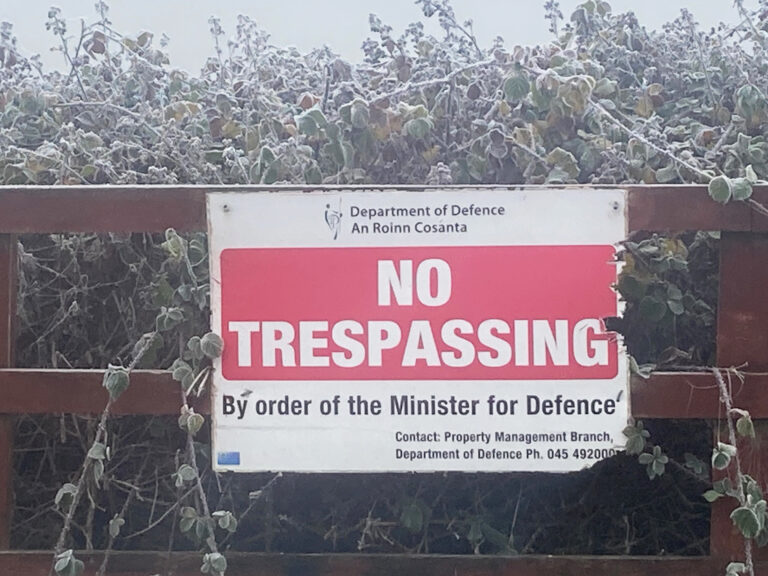 Department of Defence
An Roinn Cosanta
NO
TRESPASSING
By order of the Minister for Defence
Contact: Property Management Branch,
Department of Defence Ph. 045 492000